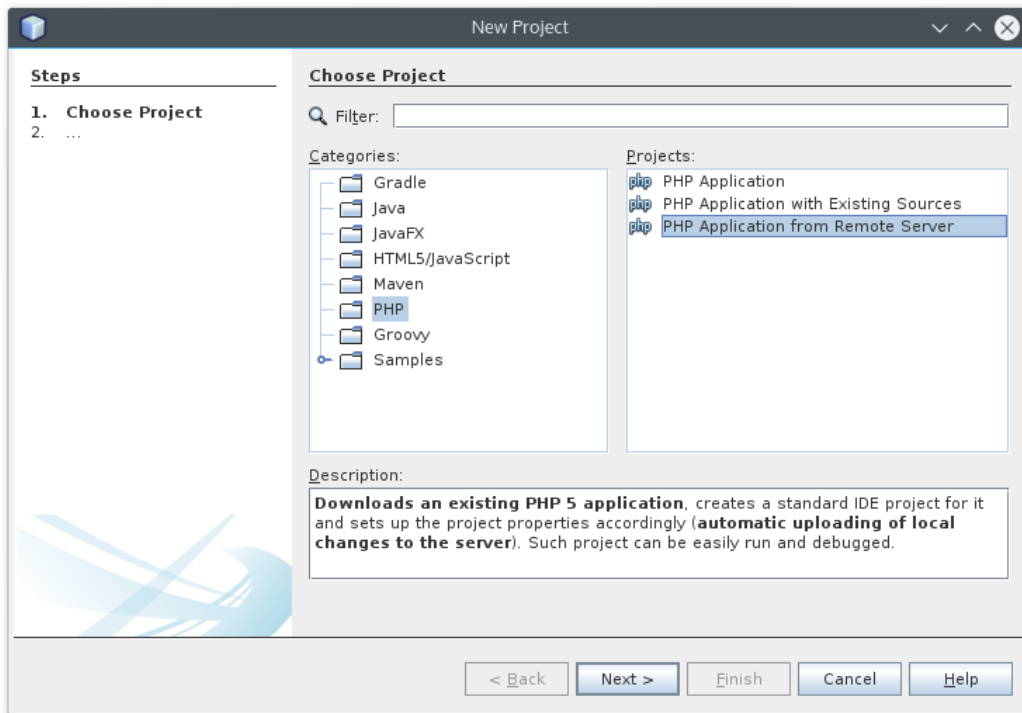 New Project
Steps
1. Choose Project
2. ...
Choose Project
Filter:
Categories:
Gradle
Java
JavaFX
HTML5/JavaScript
Maven
PHP
Groovy
Samples
Projects:
php PHP Application
php PHP Application with Existing Sources
php PHP Application from Remote Server
Description:
Downloads an existing PHP 5 application, creates a standard IDE project for it
and sets up the project properties accordingly (automatic uploading of local
changes to the server). Such project can be easily run and debugged.
< Back
Next >
Finish
Cancel
Help